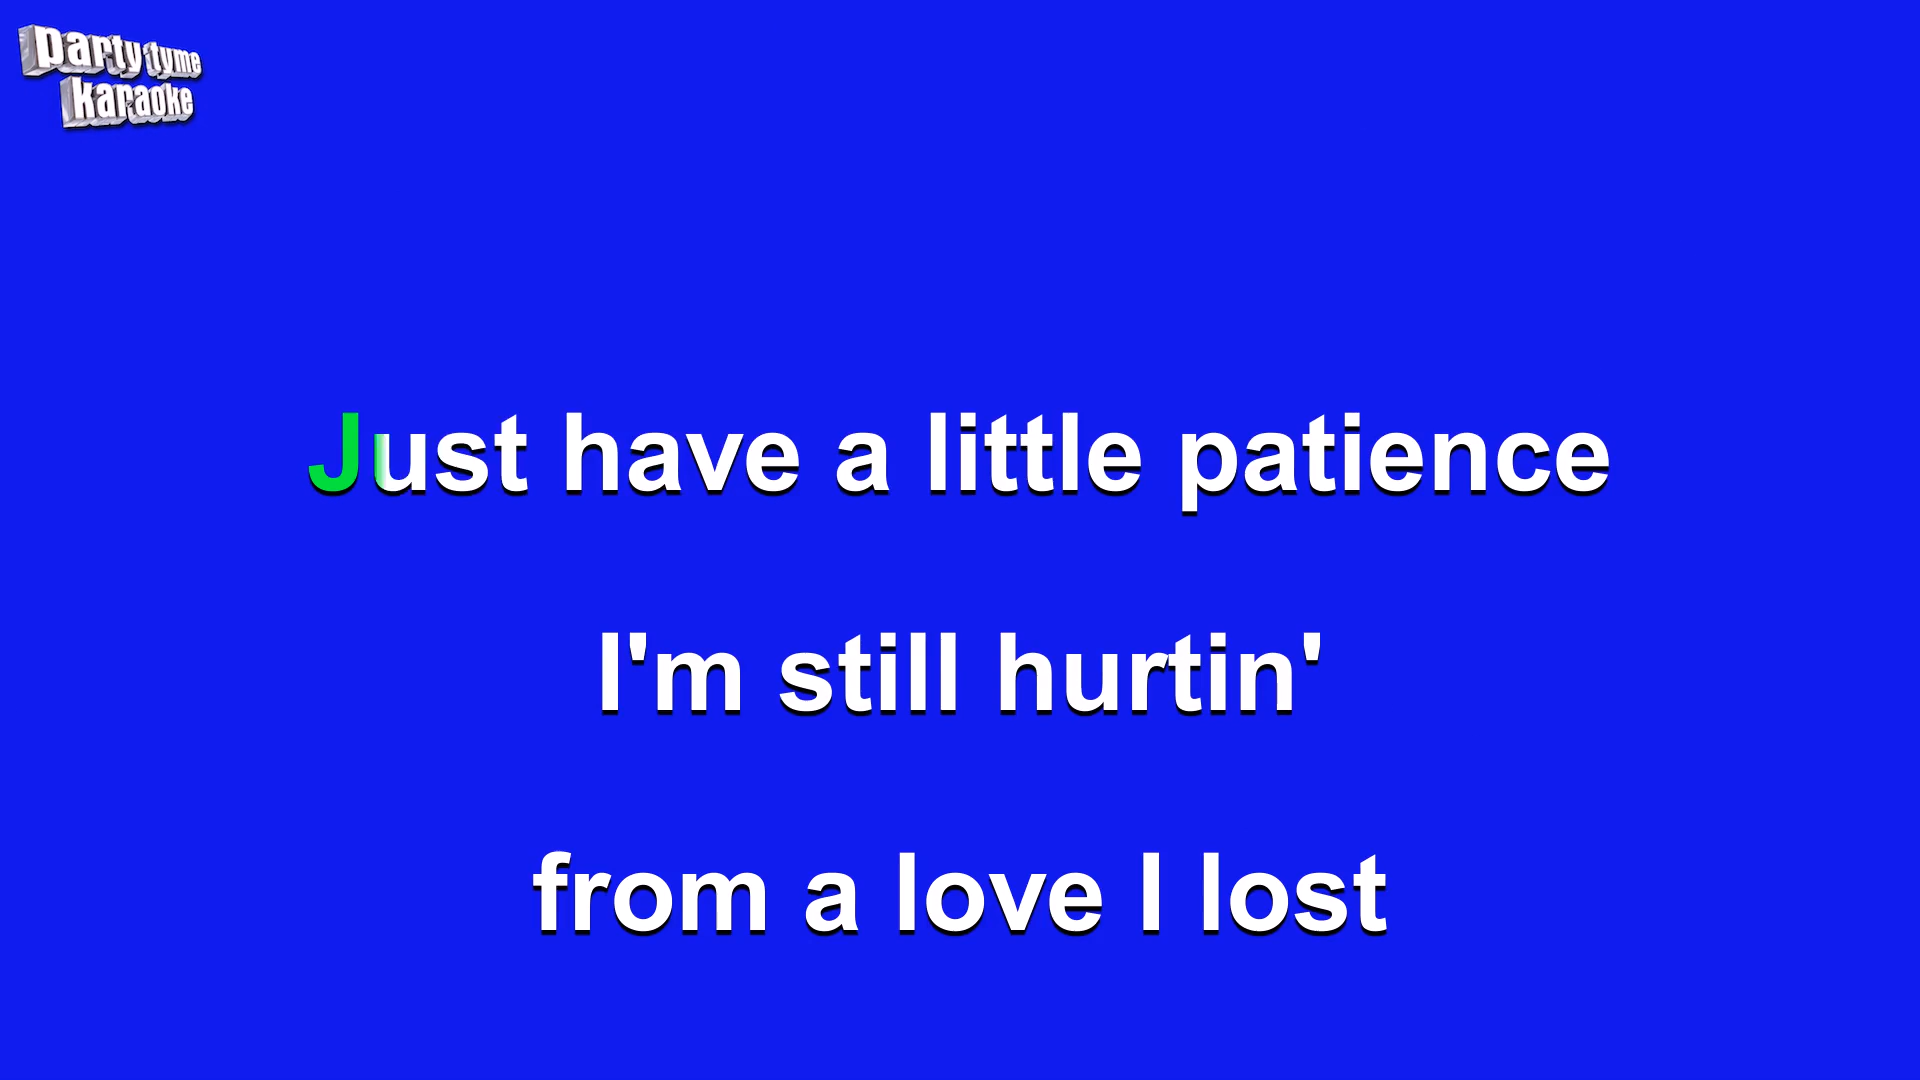 party tyme
karaoke
Just have a little patience
I'm still hurtin'
from a love I lost